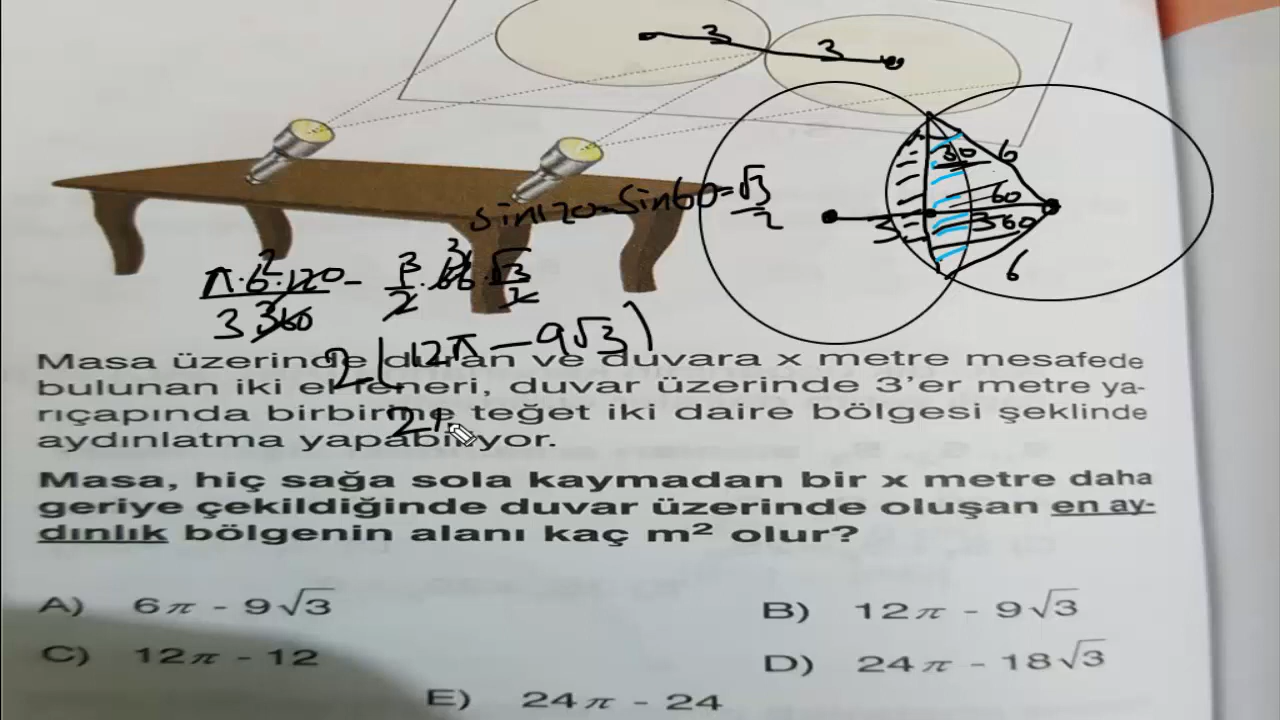 3 3
30 6
60
3 60
3
6
sin120=sin60=√3/2
π·6²·120/360 3 - 1/2·6·6·√3/2
2·(12π - 9√3)
Masa üzerinde duran ve duvara x metre mesafede
bulunan iki el feneri, duvar üzerinde 3'er metre ya-
rıçapında birbirine teğet iki daire bölgesi şeklinde
aydınlatma yapabiliyor.
Masa, hiç sağa sola kaymadan bir x metre daha
geriye çekildiğinde duvar üzerinde oluşan en ay-
dınlık bölgenin alanı kaç m² olur?
A) 6π - 9√3
B) 12π - 9√3
C) 12π - 12
D) 24π - 18√3
E) 24π - 24